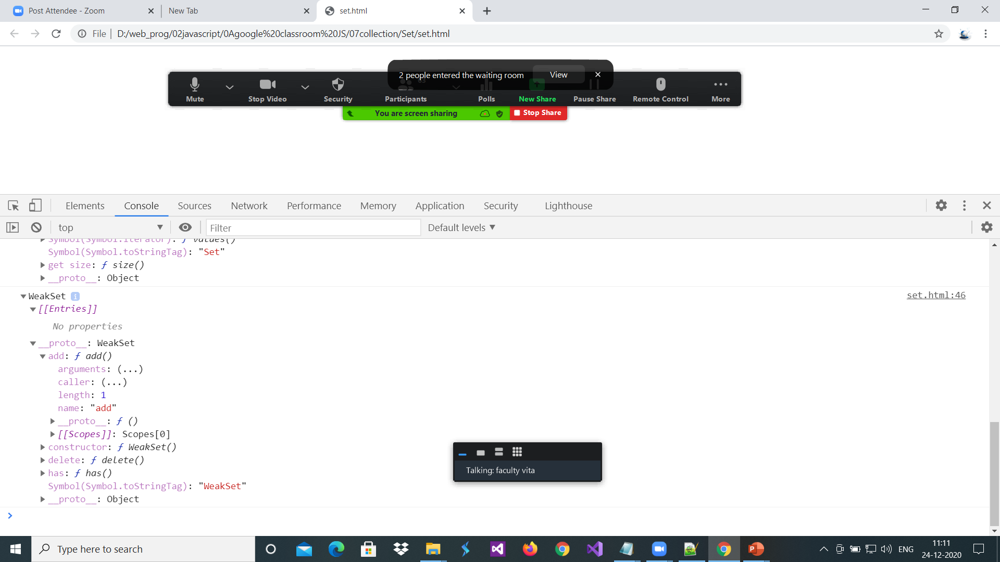 Post Attendee - Zoom
New Tab
set.html
File
D:/web_prog/02javascript/0Agoogle%20classroom%20JS/07collection/Set/set.html
2 people entered the waiting room
View
Mute
Stop Video
Security
Participants
Polls
New Share
Pause Share
Remote Control
More
You are screen sharing
Stop Share
Elements
Console
Sources
Network
Performance
Memory
Application
Security
Lighthouse
top
Filter
Default levels
Symbol(Symbol.iterator): ƒ values()
Symbol(Symbol.toStringTag): "Set"
get size: ƒ size()
__proto__: Object
WeakSet i
set.html:46
[[Entries]]
No properties
__proto__: WeakSet
add: ƒ add()
arguments: (...)
caller: (...)
length: 1
name: "add"
__proto__: ƒ ()
[[Scopes]]: Scopes[0]
constructor: ƒ WeakSet()
delete: ƒ delete()
has: ƒ has()
Symbol(Symbol.toStringTag): "WeakSet"
__proto__: Object
Talking: faculty vita
Type here to search
ENG
11:11
24-12-2020